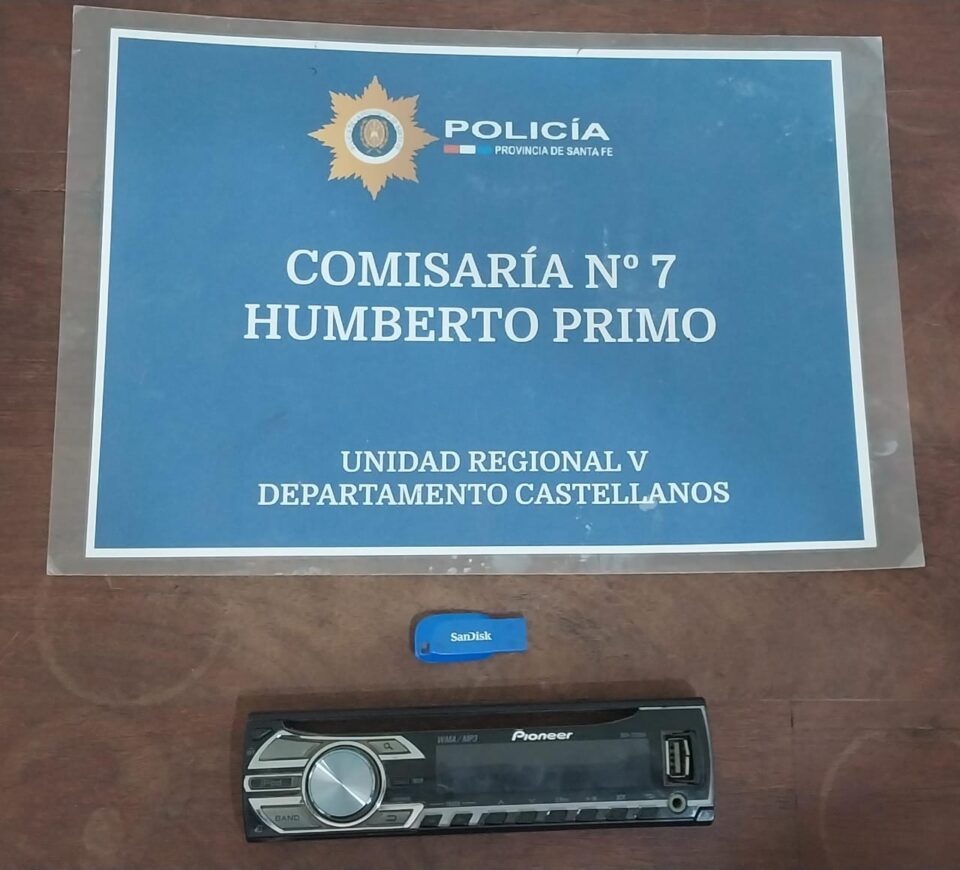 POLICÍA
PROVINCIA DE SANTA FE
COMISARÍA Nº 7
HUMBERTO PRIMO
UNIDAD REGIONAL V
DEPARTAMENTO CASTELLANOS
SanDisk
WMA / MP3
Pioneer
BAND